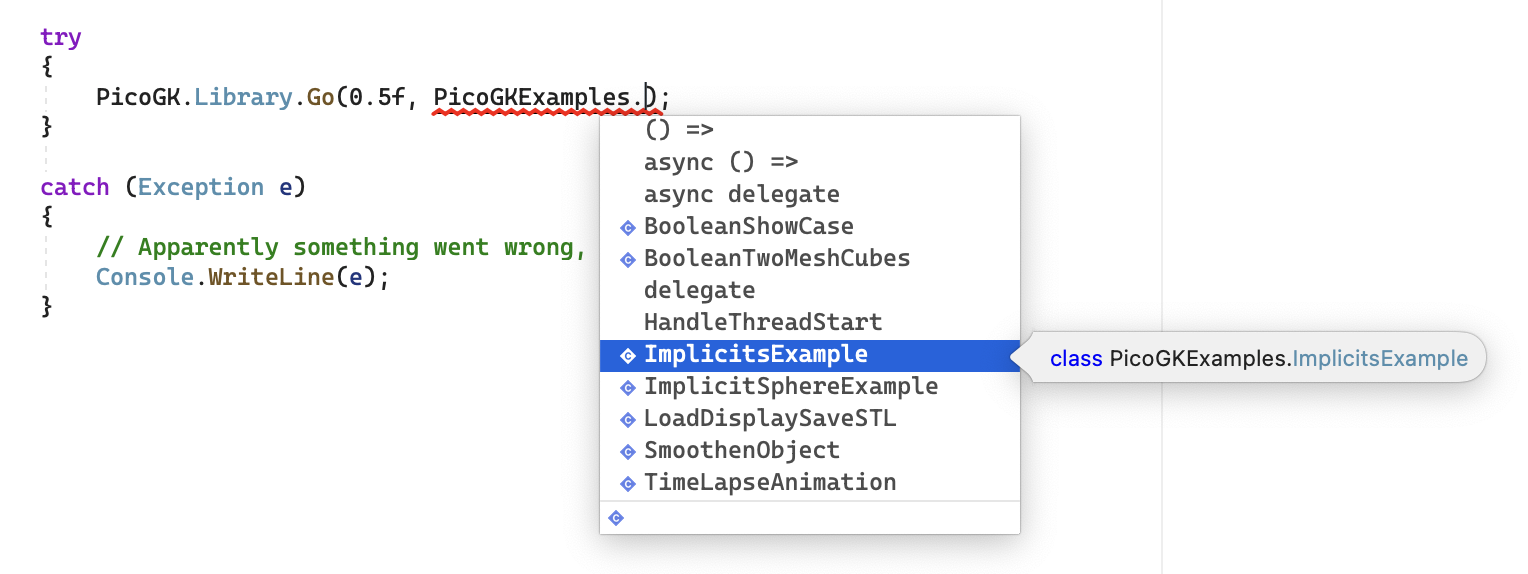 try
{
PicoGK.Library.Go(0.5f, PicoGKExamples.);
}
catch (Exception e)
{
// Apparently something went wrong,
Console.WriteLine(e);
}
() =>
async () =>
async delegate
BooleanShowCase
BooleanTwoMeshCubes
delegate
HandleThreadStart
ImplicitsExample
class PicoGKExamples.ImplicitsExample
ImplicitSphereExample
LoadDisplaySaveSTL
SmoothenObject
TimeLapseAnimation